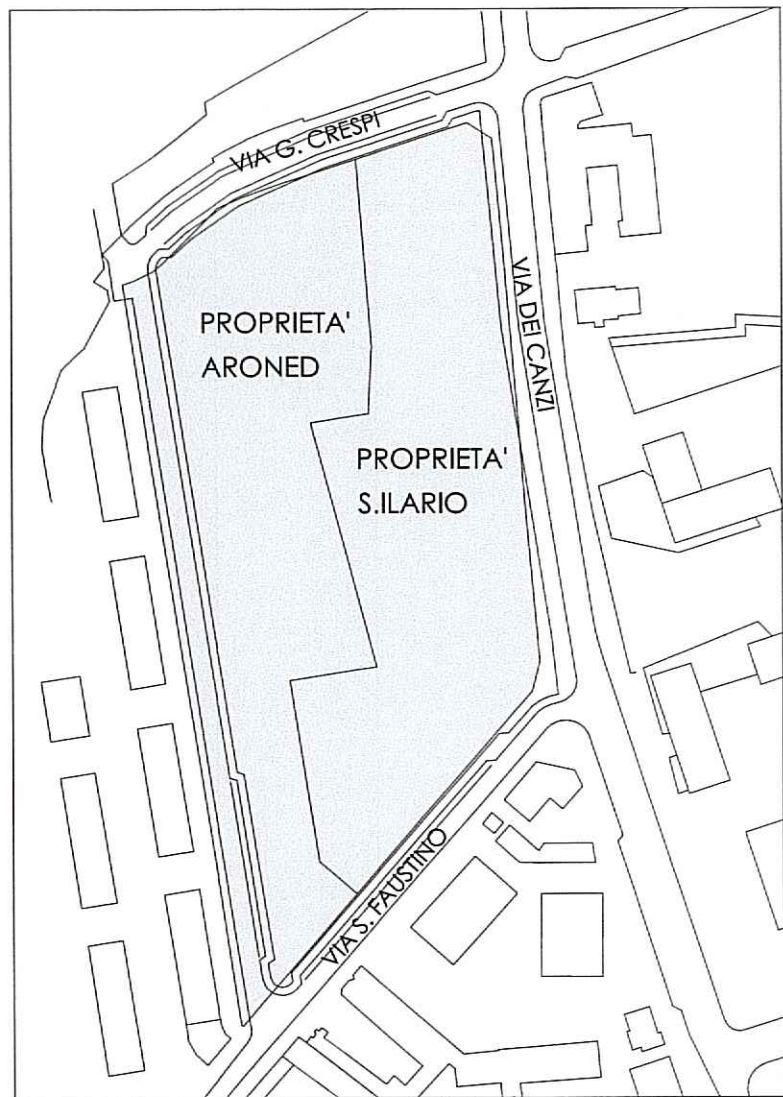 VIA G. CRESPI
PROPRIETA'
ARONED
VIA DEI CANZI
PROPRIETA'
S.ILARIO
VIA S. FAUSTINO